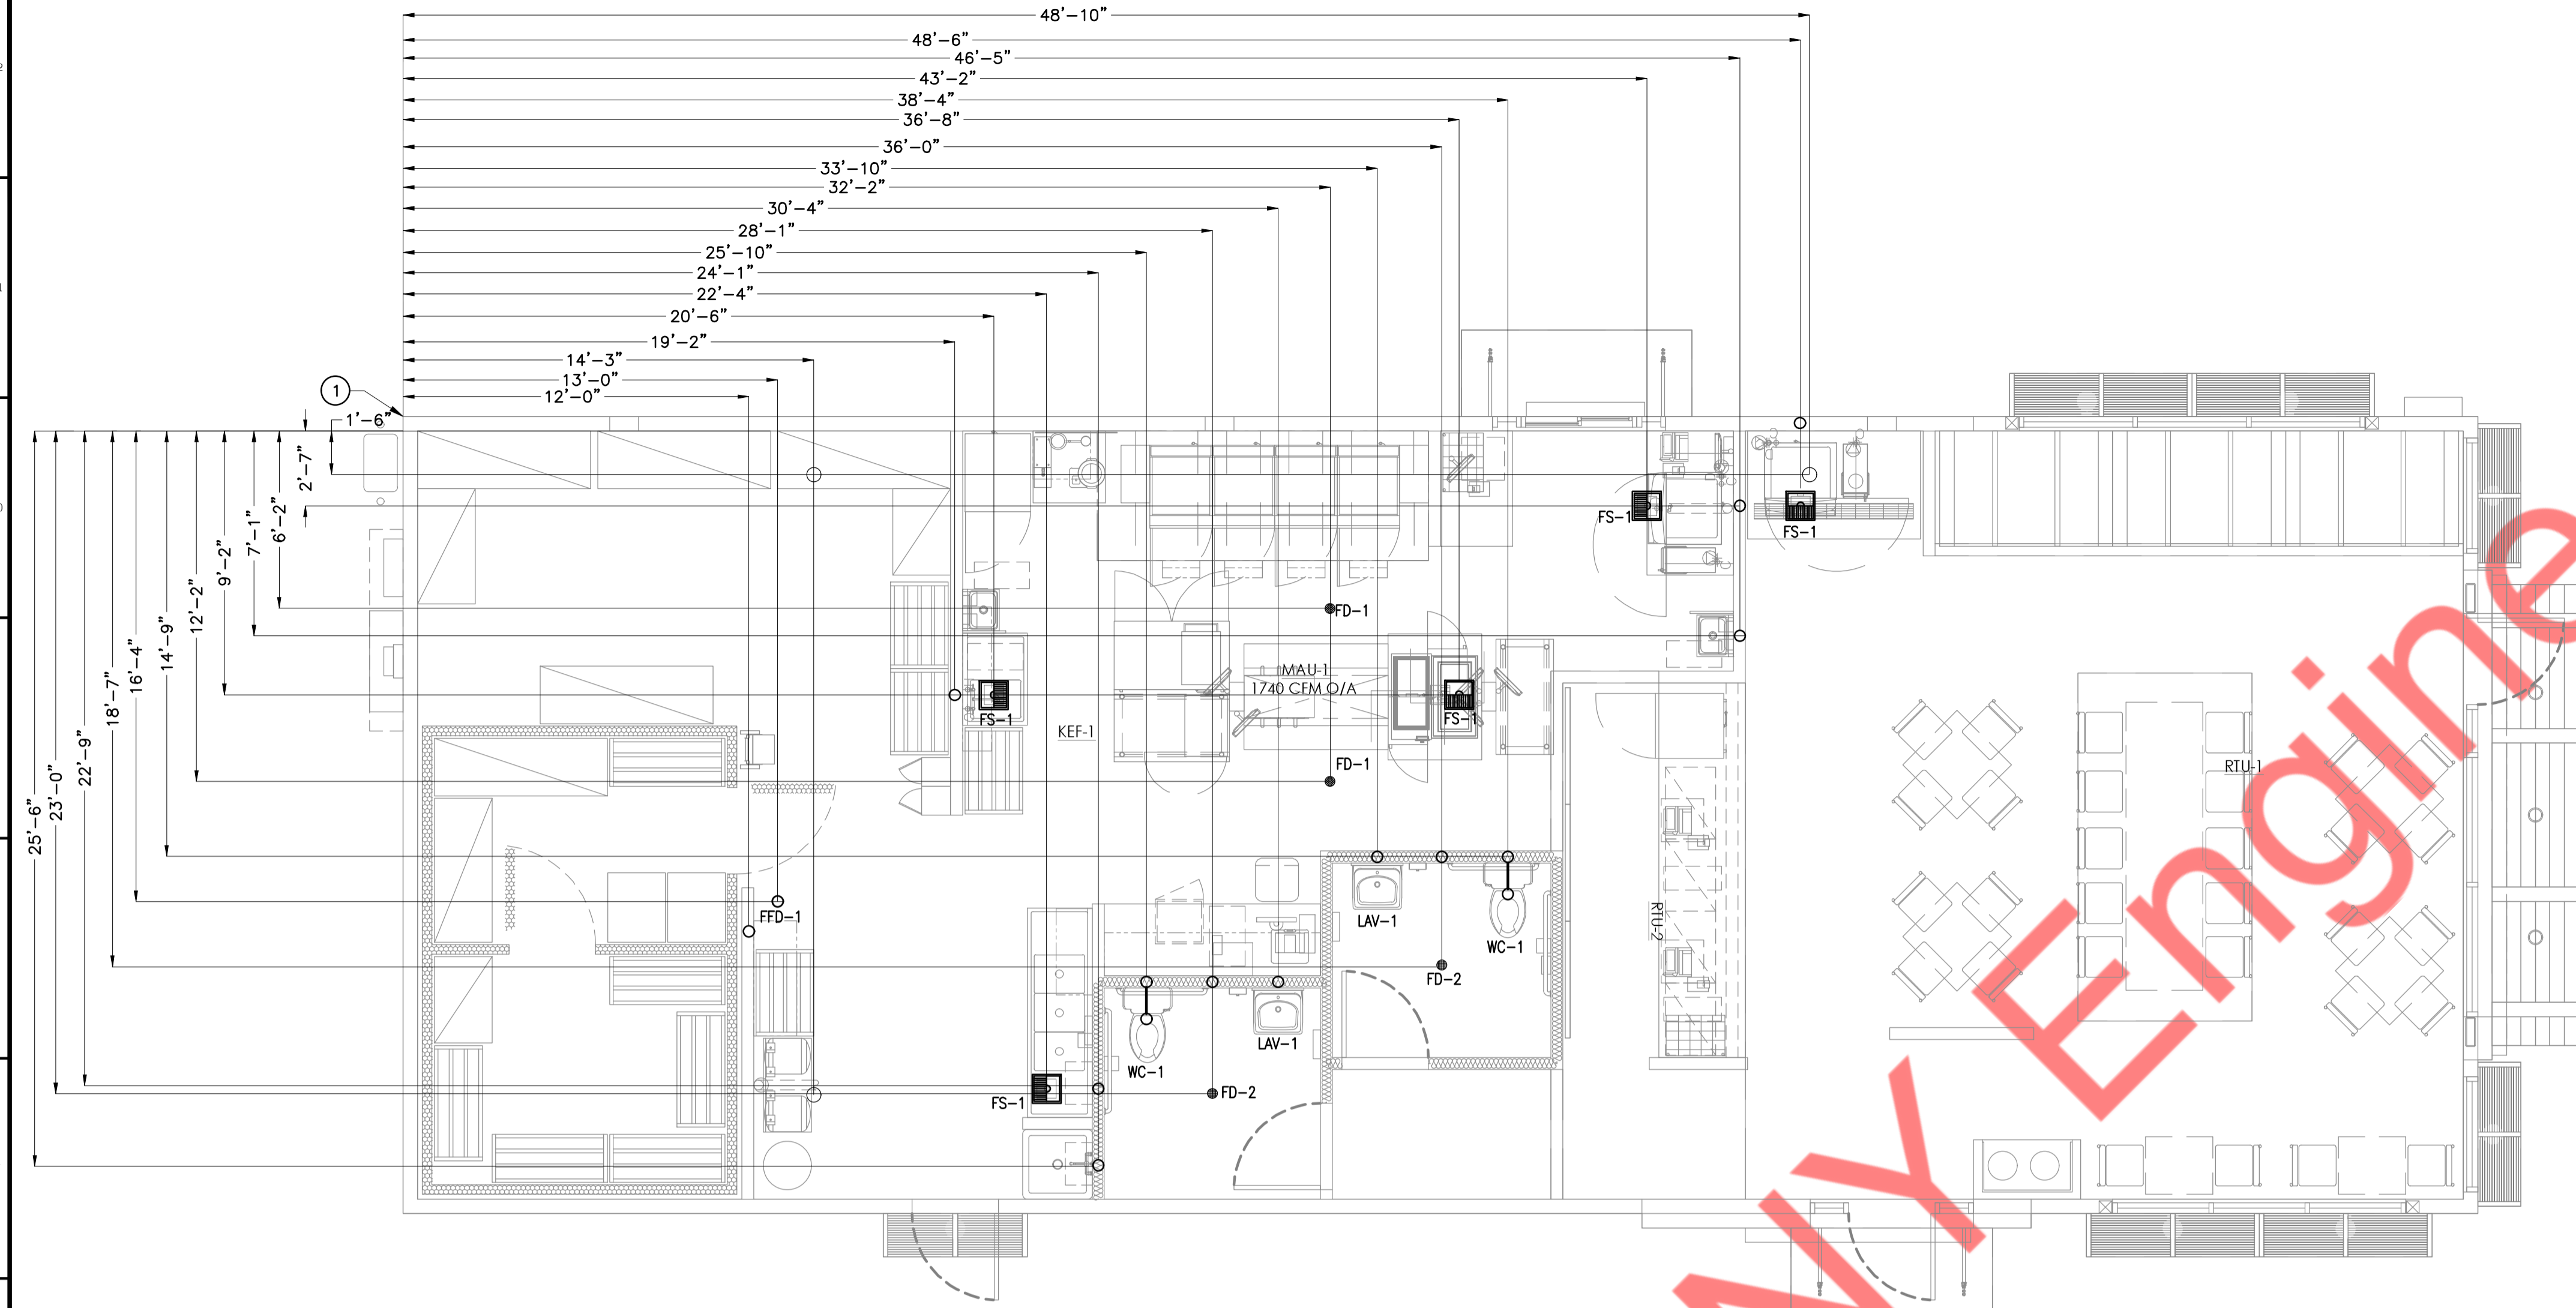 48'-10"
48'-6"
46'-5"
43'-2"
38'-4"
36'-8"
36'-0"
33'-10"
32'-2"
30'-4"
28'-1"
25'-10"
24'-1"
22'-4"
20'-6"
19'-2"
14'-3"
13'-0"
12'-0"
1
1'-6"
2'-7"
6'-2"
7'-1"
9'-2"
12'-2"
14'-9"
16'-4"
18'-7"
22'-9"
23'-0"
25'-6"
FS-1
FS-1
FD-1
MAU-1
1740 CFM O/A
FS-1
FS-1
KEF-1
FD-1
RTU-1
FFD-1
LAV-1
WC-1
RTU-2
FD-2
LAV-1
WC-1
FS-1
FD-2
NY Engine